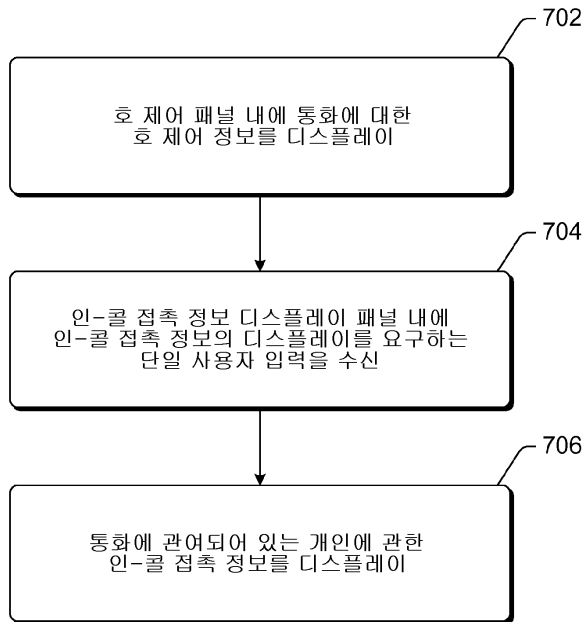 702
호 제어 패널 내에 통화에 대한
호 제어 정보를 디스플레이
704
인-콜 접촉 정보 디스플레이 패널 내에
인-콜 접촉 정보의 디스플레이를 요구하는
단일 사용자 입력을 수신
706
통화에 관여되어 있는 개인에 관한
인-콜 접촉 정보를 디스플레이